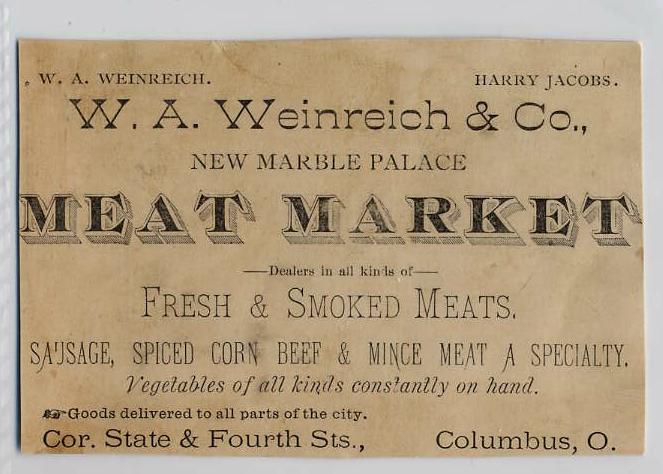 W. A. WEINREICH. HARRY JACOBS.
W. A. Weinreich & Co.,
NEW MARBLE PALACE
MEAT MARKET
—Dealers in all kinds of—
FRESH & SMOKED MEATS.
SAUSAGE, SPICED CORN BEEF & MINCE MEAT A SPECIALTY.
Vegetables of all kinds constantly on hand.
☞Goods delivered to all parts of the city.
Cor. State & Fourth Sts., Columbus, O.